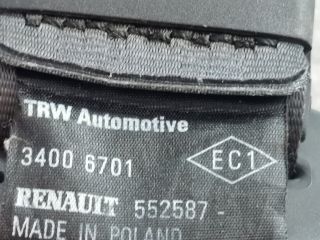 TRW Automotive
3400 6701 EC1
RENAULT 552587 -
MADE IN POLAND